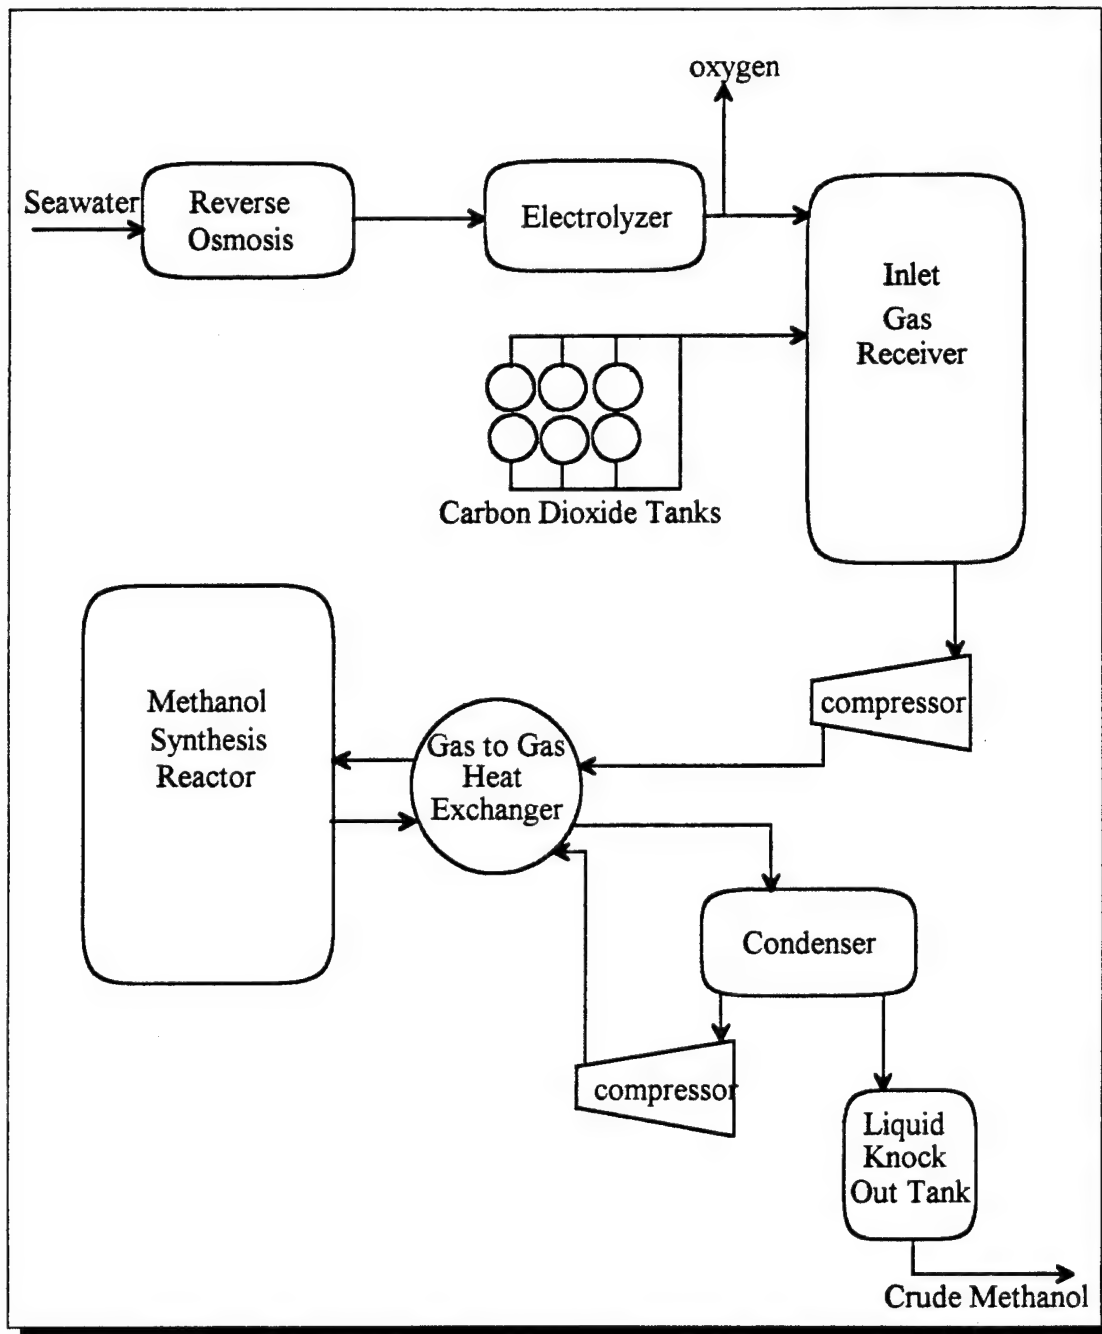 oxygen
Seawater
Reverse
Osmosis
Electrolyzer
Inlet
Gas
Receiver
Carbon Dioxide Tanks
compressor
Methanol
Synthesis
Reactor
Gas to Gas
Heat
Exchanger
Condenser
compressor
Liquid
Knock
Out Tank
Crude Methanol